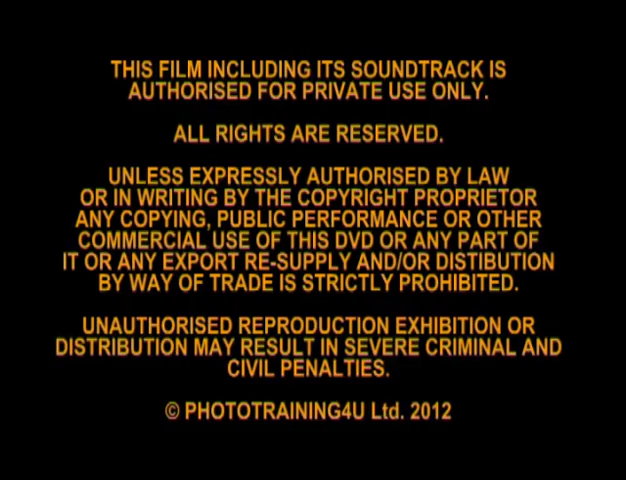 THIS FILM INCLUDING ITS SOUNDTRACK IS
AUTHORISED FOR PRIVATE USE ONLY.
ALL RIGHTS ARE RESERVED.
UNLESS EXPRESSLY AUTHORISED BY LAW
OR IN WRITING BY THE COPYRIGHT PROPRIETOR
ANY COPYING, PUBLIC PERFORMANCE OR OTHER
COMMERCIAL USE OF THIS DVD OR ANY PART OF
IT OR ANY EXPORT RE-SUPPLY AND/OR DISTIBUTION
BY WAY OF TRADE IS STRICTLY PROHIBITED.
UNAUTHORISED REPRODUCTION EXHIBITION OR
DISTRIBUTION MAY RESULT IN SEVERE CRIMINAL AND
CIVIL PENALTIES.
© PHOTOTRAINING4U Ltd. 2012